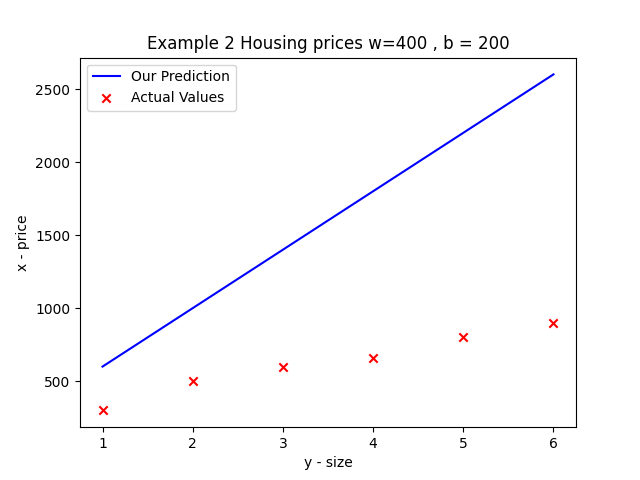 Example 2 Housing prices w=400 , b = 200
Our Prediction
Actual Values
2500
2000
1500
1000
500
x - price
1 2 3 4 5 6
y - size